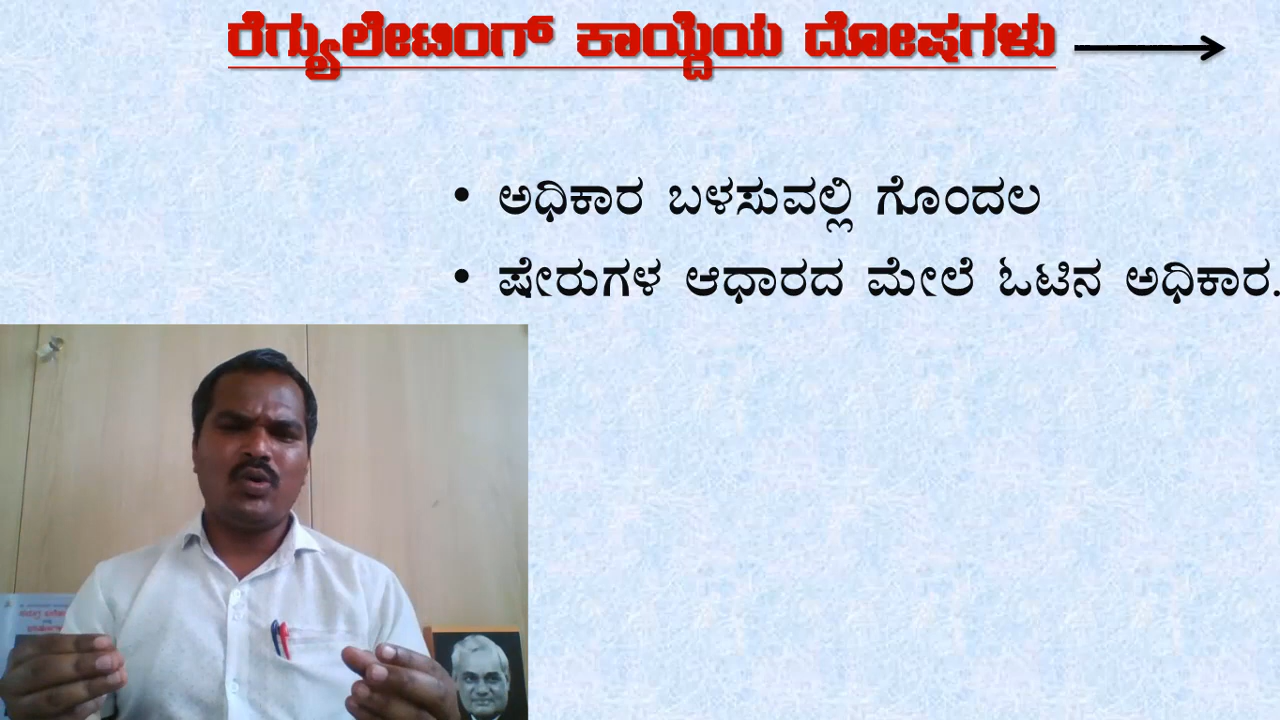 ರೆಗ್ಯುಲೇಟಿಂಗ್ ಕಾಯ್ದೆಯ ದೋಷಗಳು
• ಅಧಿಕಾರ ಬಳಸುವಲ್ಲಿ ಗೊಂದಲ
• ಷೇರುಗಳ ಆಧಾರದ ಮೇಲೆ ಓಟಿನ ಅಧಿಕಾರ.